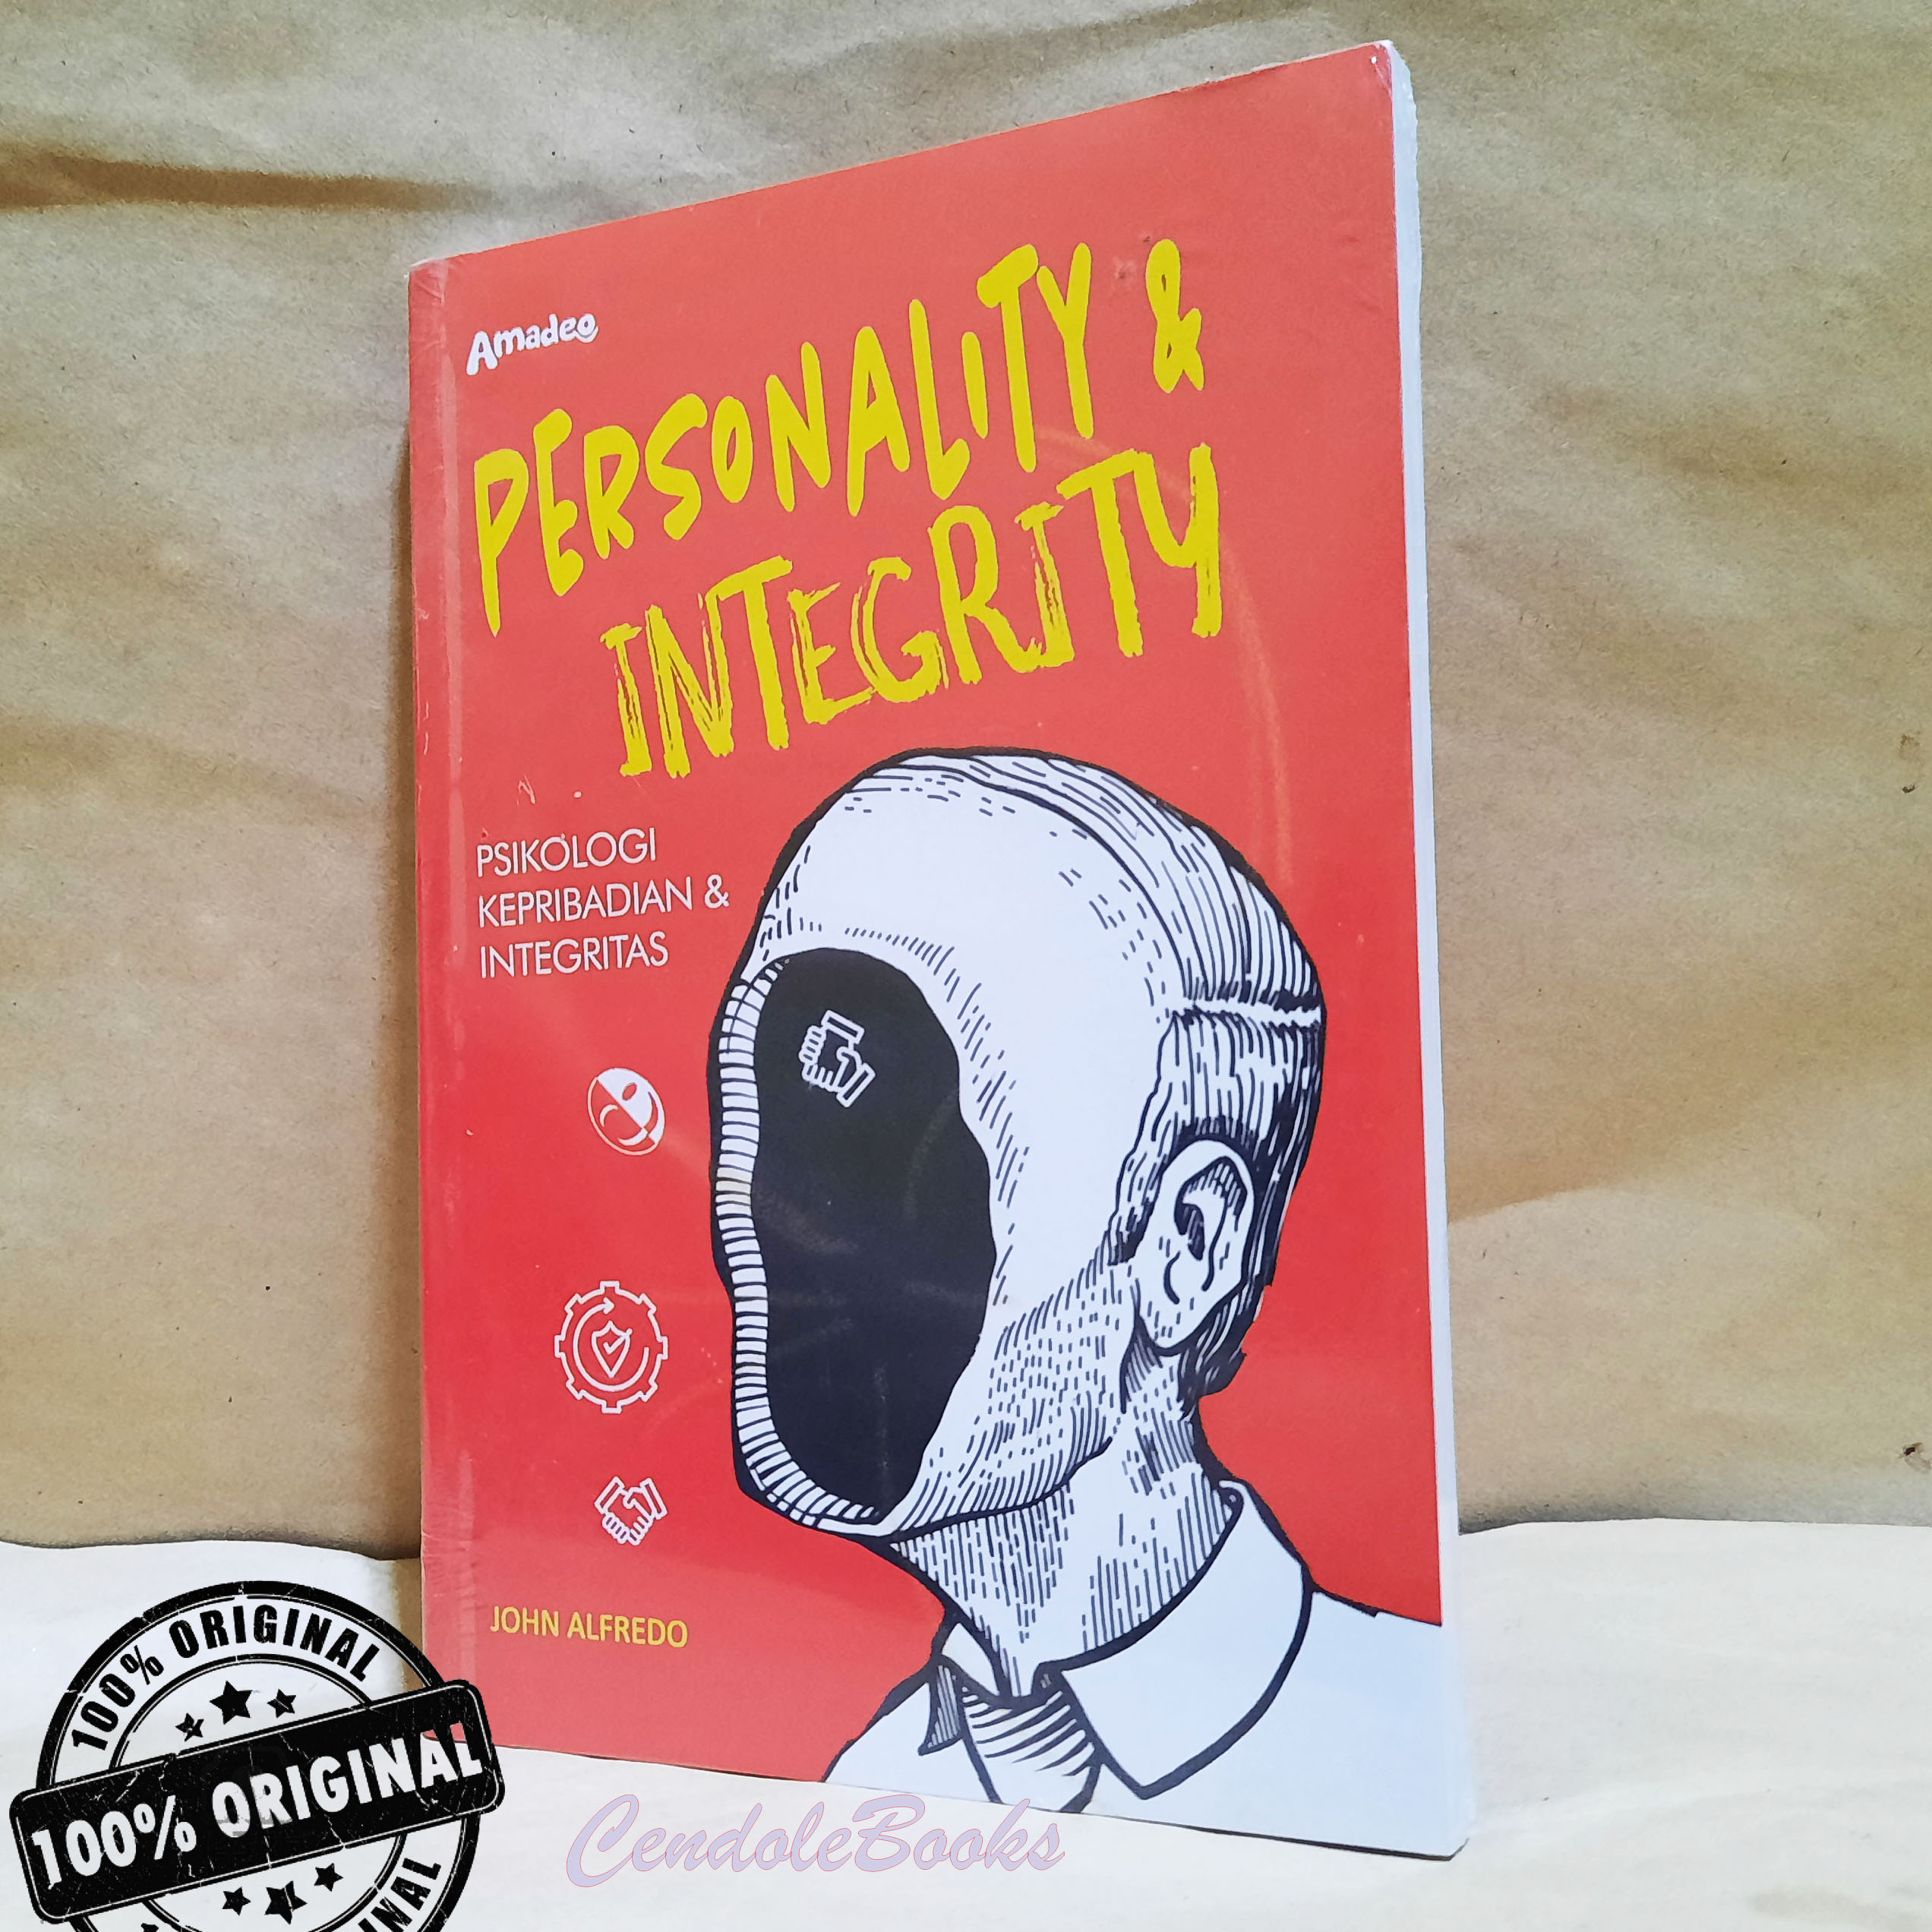 Amadeo
PERSONALITY &
INTEGRITY
PSIKOLOGI
KEPRIBADIAN &
INTEGRITAS
JOHN ALFREDO
100% ORIGINAL
100% ORIGINAL
CendoleBooks